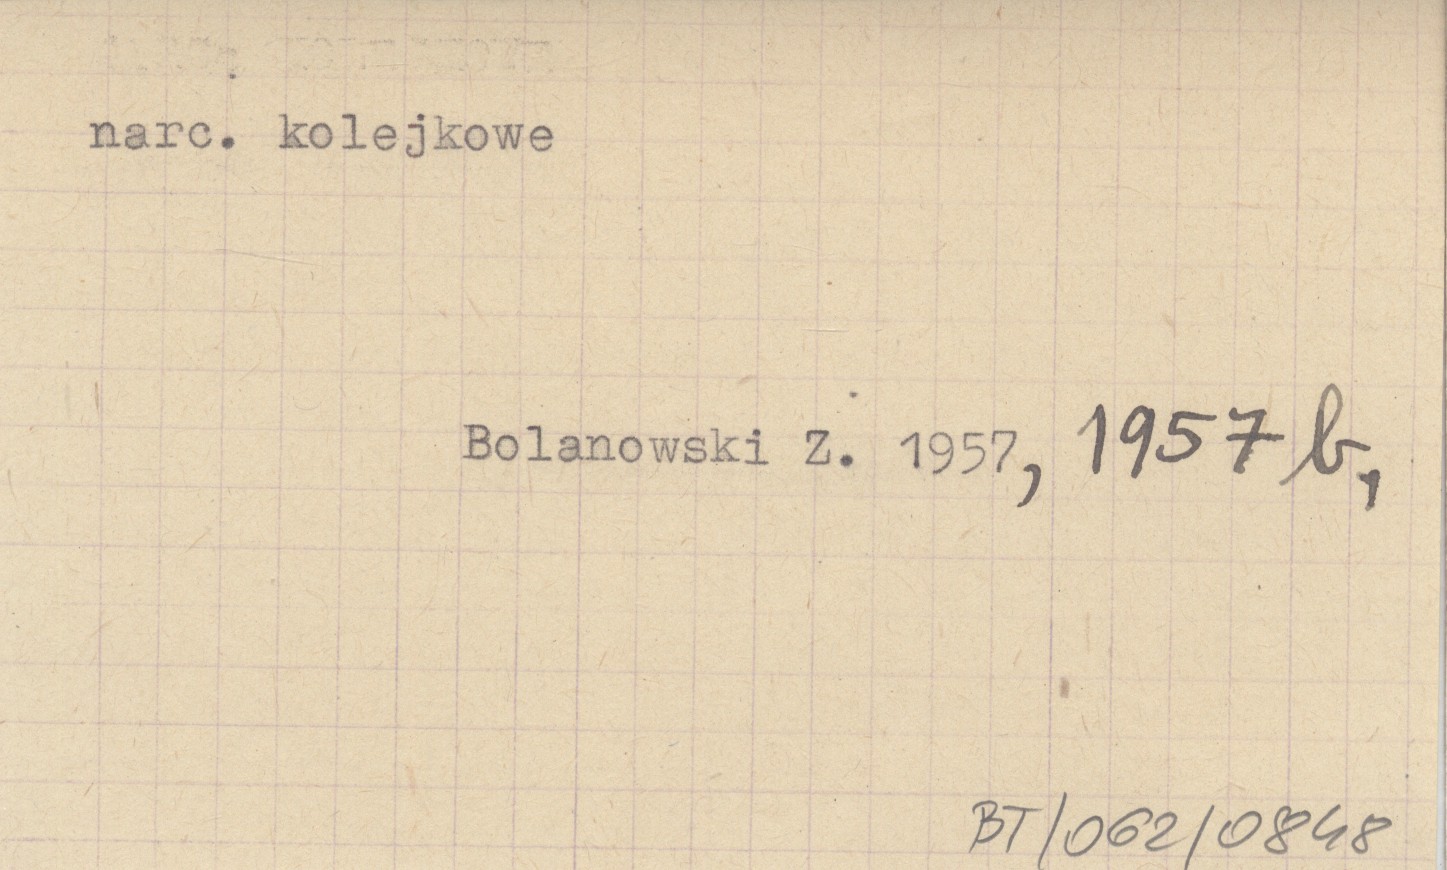 narc. kolejkowe
Bolanowski Z. 1957, 1957 b,
BT/062/0848